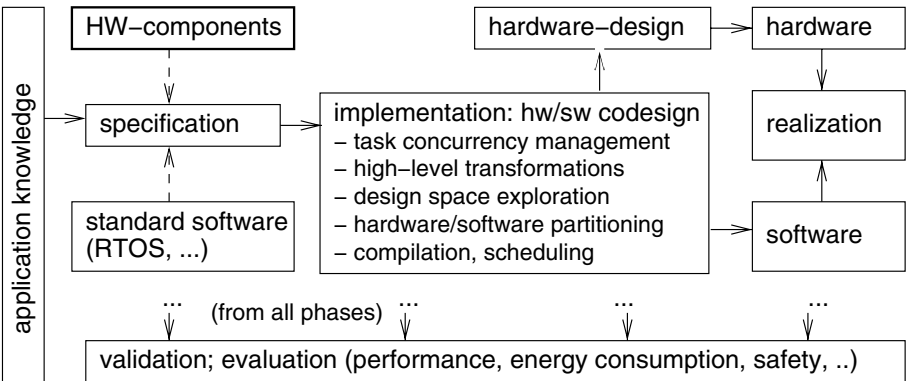 application knowledge
HW–components
hardware–design
hardware
specification
implementation: hw/sw codesign
– task concurrency management
– high–level transformations
– design space exploration
– hardware/software partitioning
– compilation, scheduling
realization
standard software
(RTOS, ...)
software
... (from all phases) ... ... ...
validation; evaluation (performance, energy consumption, safety, ..)